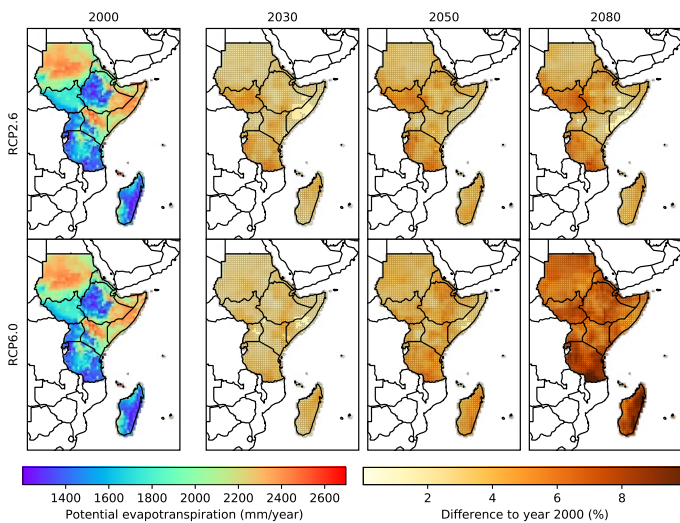 2000 2030 2050 2080
RCP2.6
RCP6.0
1400 1600 1800 2000 2200 2400 2600
Potential evapotranspiration (mm/year)
2 4 6 8
Difference to year 2000 (%)